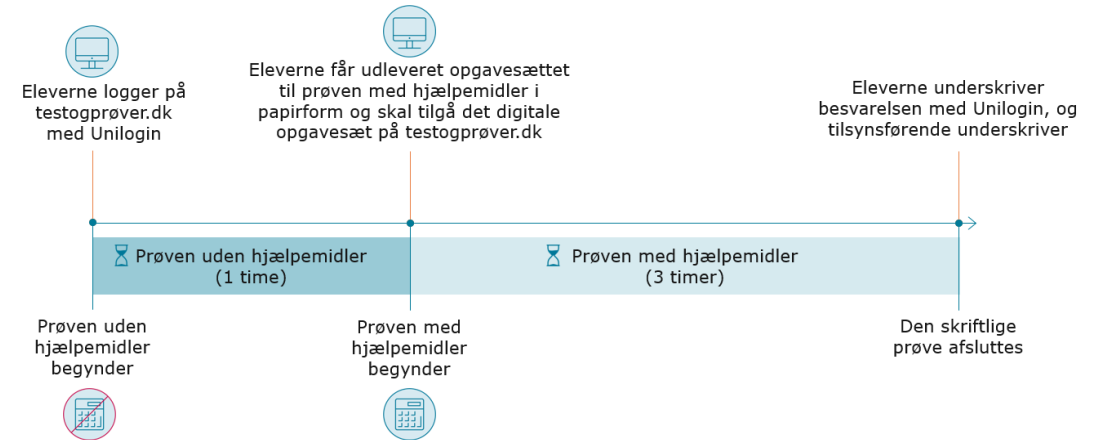 Eleverne logger på
testogprøver.dk
med Unilogin
Eleverne får udleveret opgavesættet
til prøven med hjælpemidler i
papirform og skal tilgå det digitale
opgavesæt på testogprøver.dk
Eleverne underskriver
besvarelsen med Unilogin, og
tilsynsførende underskriver
Prøven uden hjælpemidler
(1 time)
Prøven med hjælpemidler
(3 timer)
Prøven uden
hjælpemidler
begynder
Prøven med
hjælpemidler
begynder
Den skriftlige
prøve afsluttes